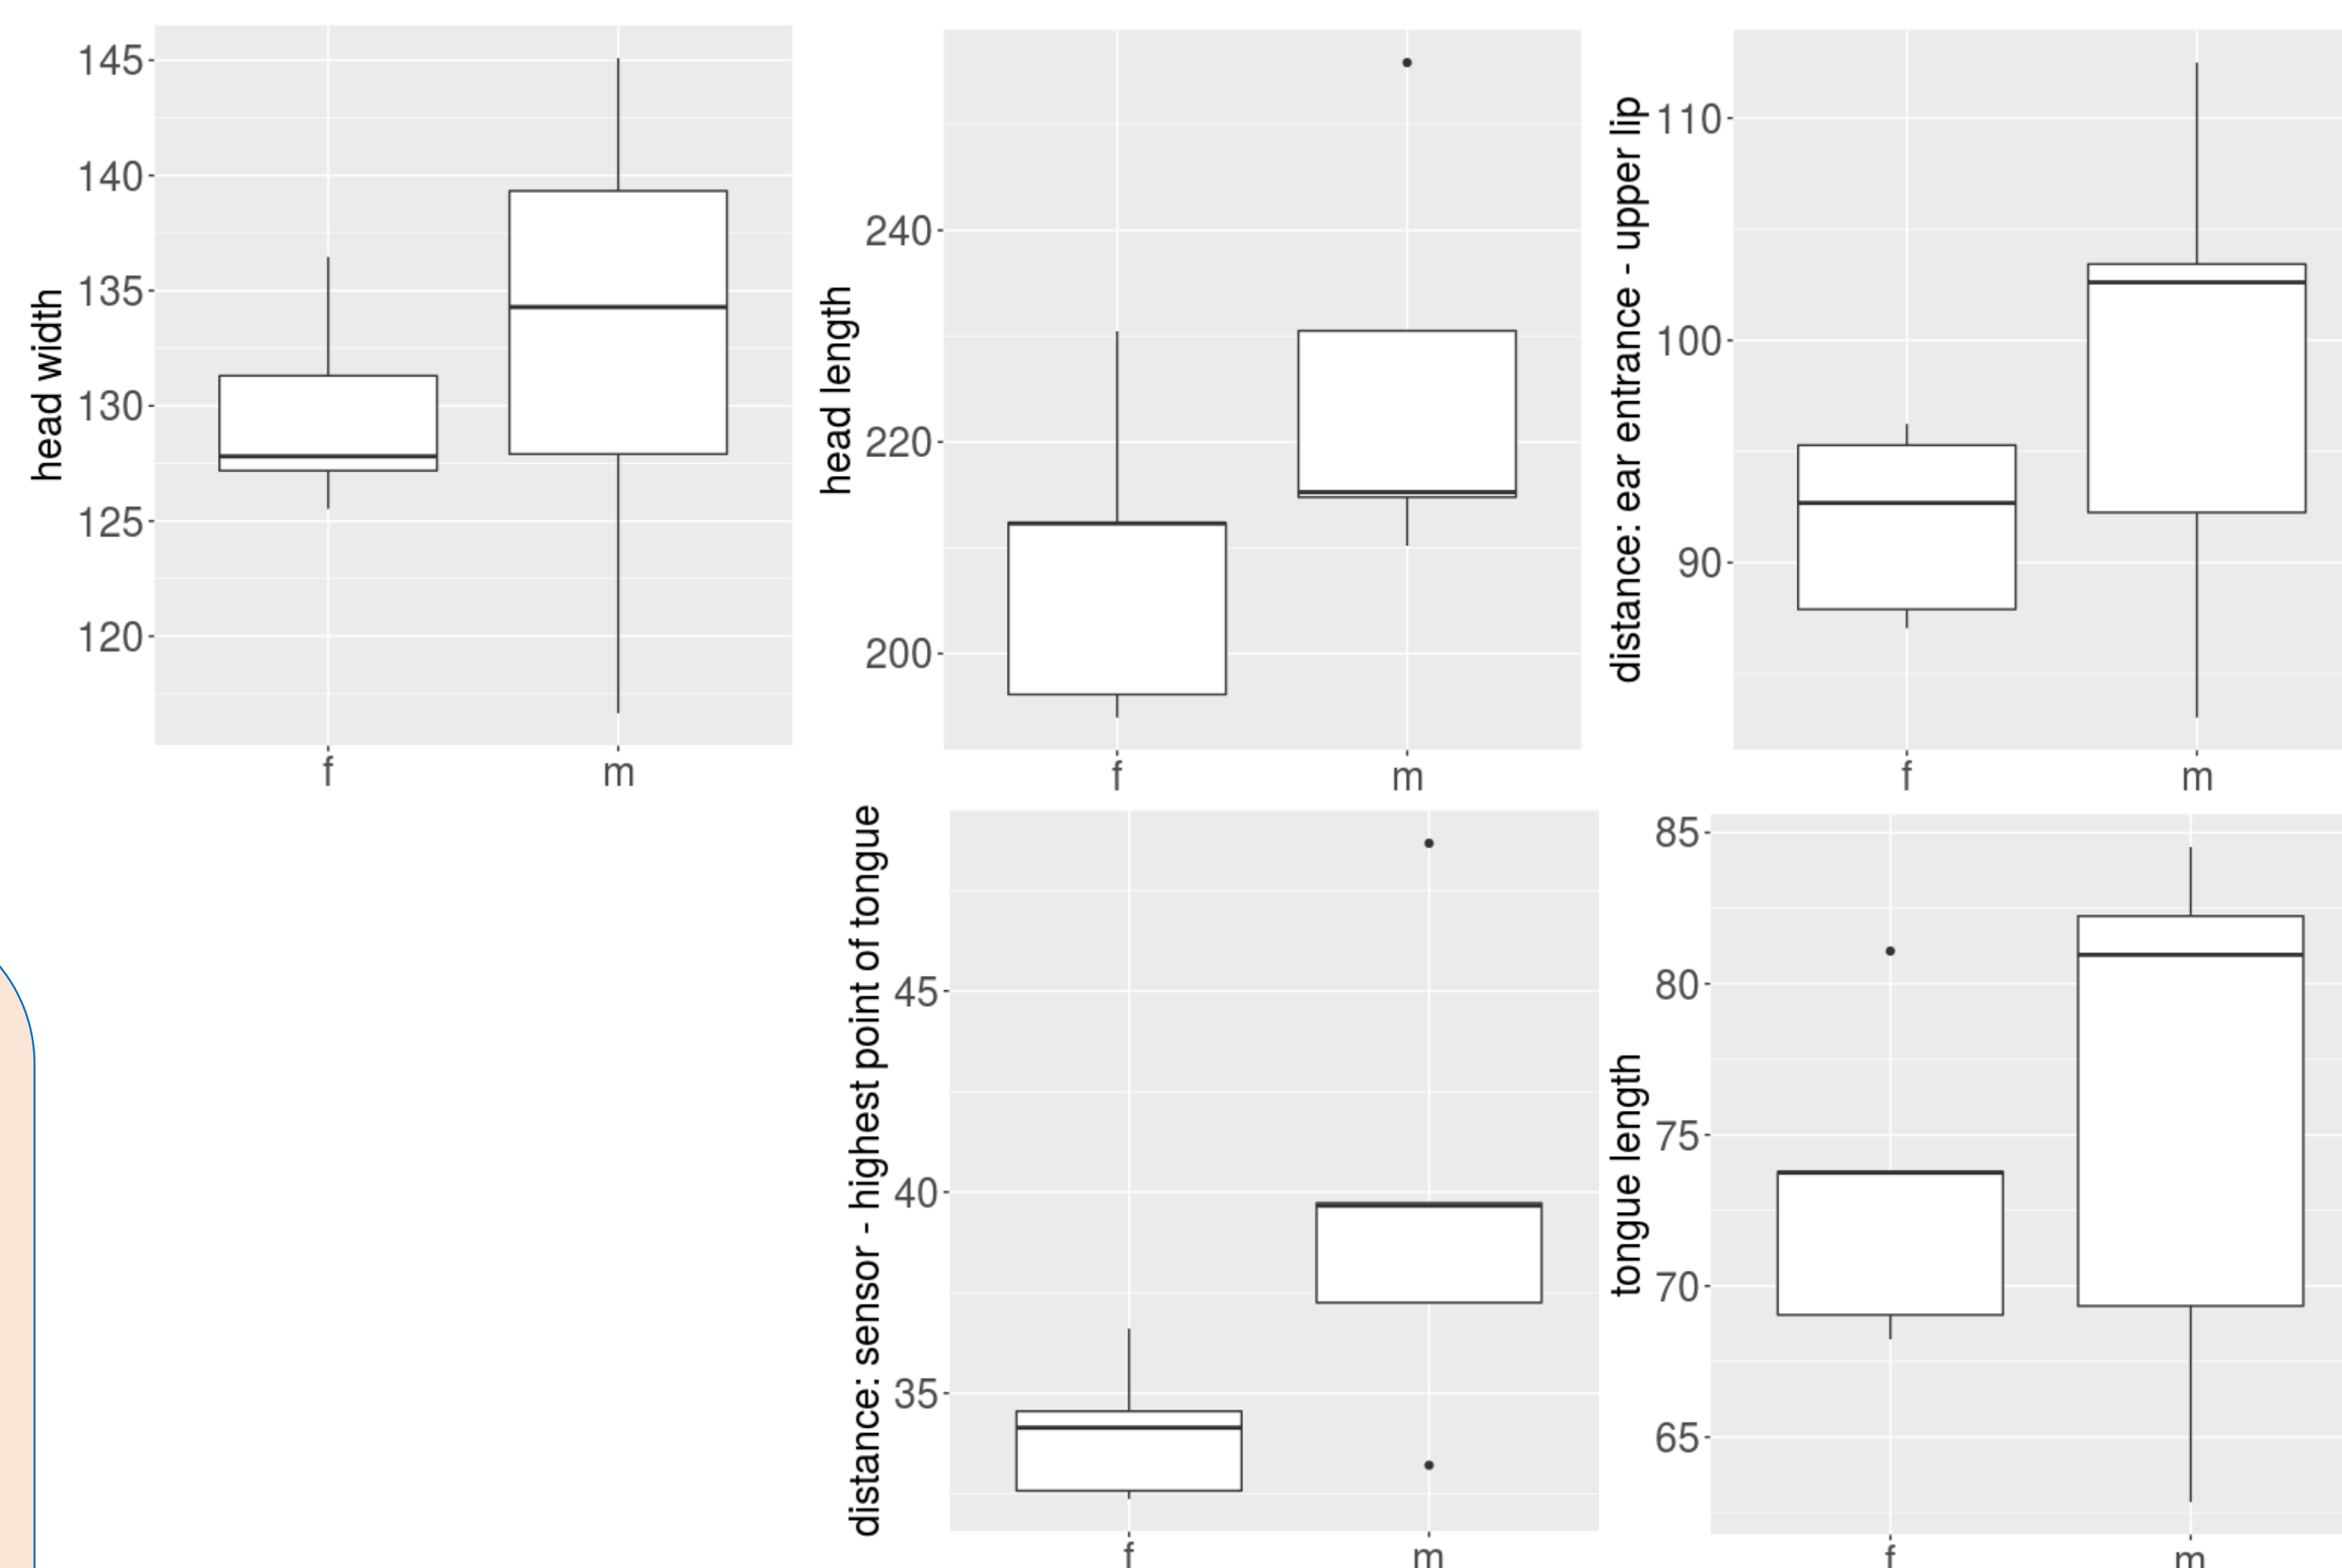 head width
145
140
135
130
125
120
f m
head length
240
220
200
f m
distance: ear entrance - upper lip
110
100
90
f m
distance: sensor - highest point of tongue
45
40
35
f m
tongue length
85
80
75
70
65
f m